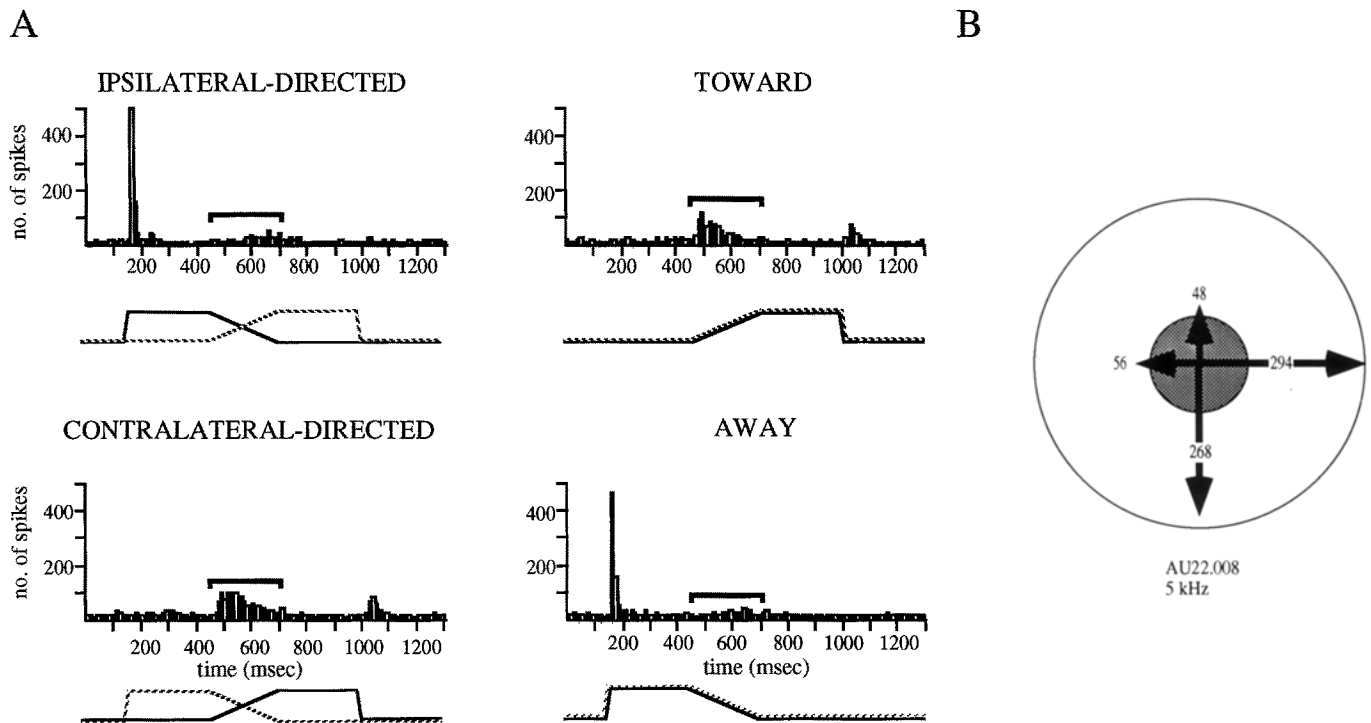 A
B
IPSILATERAL-DIRECTED
no. of spikes
400
200
200 400 600 800 1000 1200
TOWARD
400
200
200 400 600 800 1000 1200
CONTRALATERAL-DIRECTED
no. of spikes
400
200
200 400 600 800 1000 1200
time (msec)
AWAY
400
200
200 400 600 800 1000 1200
time (msec)
48
56
294
268
AU22.008
5 kHz